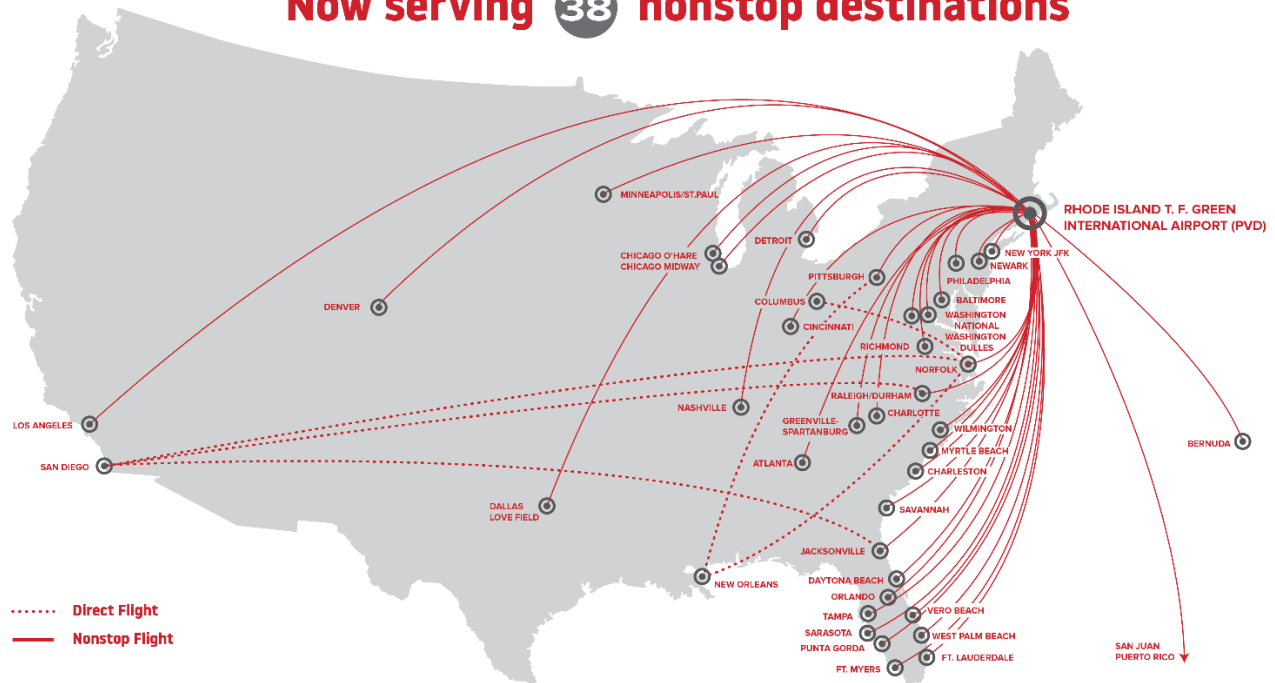 Now serving 38 nonstop destinations
MINNEAPOLIS/ST.PAUL
RHODE ISLAND T. F. GREEN
INTERNATIONAL AIRPORT (PVD)
DETROIT
CHICAGO O'HARE
CHICAGO MIDWAY
NEW YORK JFK
NEWARK
PHILADELPHIA
PITTSBURGH
COLUMBUS
BALTIMORE
DENVER
CINCINNATI
WASHINGTON
NATIONAL
WASHINGTON
DULLES
RICHMOND
NORFOLK
NASHVILLE
RALEIGH/DURHAM
CHARLOTTE
GREENVILLE-
SPARTANBURG
LOS ANGELES
WILMINGTON
BERNUDA
MYRTLE BEACH
SAN DIEGO
ATLANTA
CHARLESTON
DALLAS
LOVE FIELD
SAVANNAH
JACKSONVILLE
NEW ORLEANS
DAYTONA BEACH
ORLANDO
TAMPA
VERO BEACH
SARASOTA
WEST PALM BEACH
PUNTA GORDA
FT. LAUDERDALE
FT. MYERS
SAN JUAN
PUERTO RICO
Direct Flight
Nonstop Flight